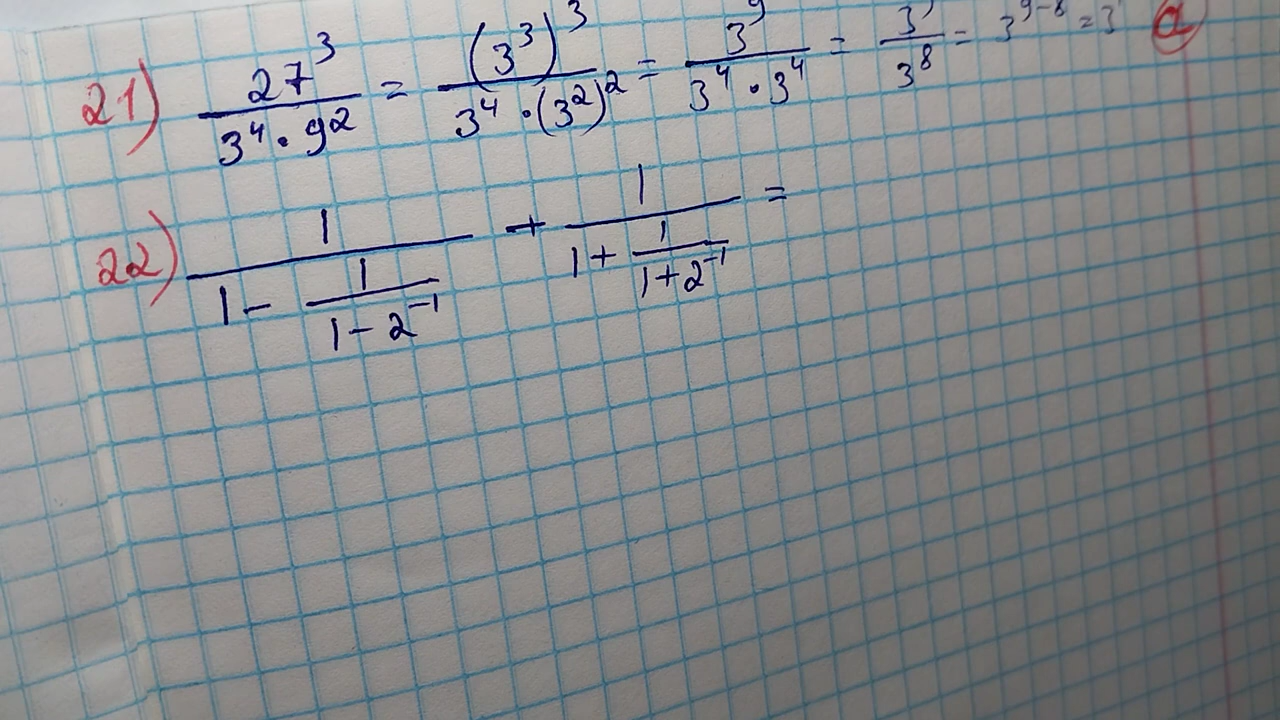 21) 27^3 / (3^4 · 9^2) = (3^3)^3 / (3^4 · (3^2)^2) = 3^9 / (3^4 · 3^4) = 3^9 / 3^8 = 3^(9-8) = 3^1 a
22) 1 / (1 - 1 / (1 - 2^-1)) + 1 / (1 + 1 / (1 + 2^-1)) =